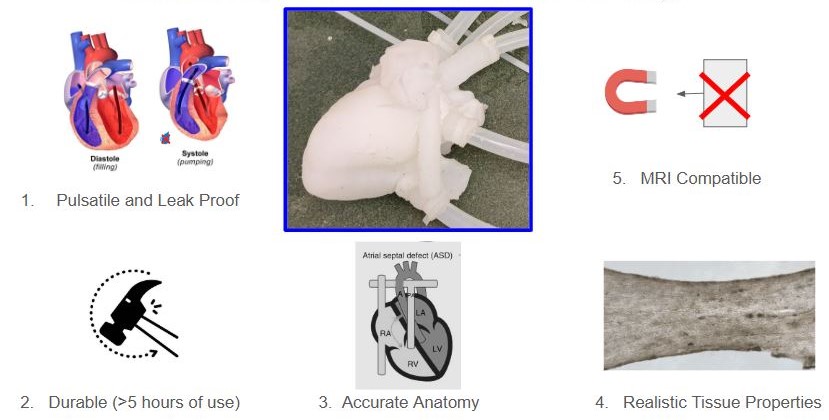 Diastole
(filling)
Systole
(pumping)
1. Pulsatile and Leak Proof
5. MRI Compatible
2. Durable (>5 hours of use)
Atrial septal defect (ASD)
LA
RA
LV
RV
3. Accurate Anatomy
4. Realistic Tissue Properties